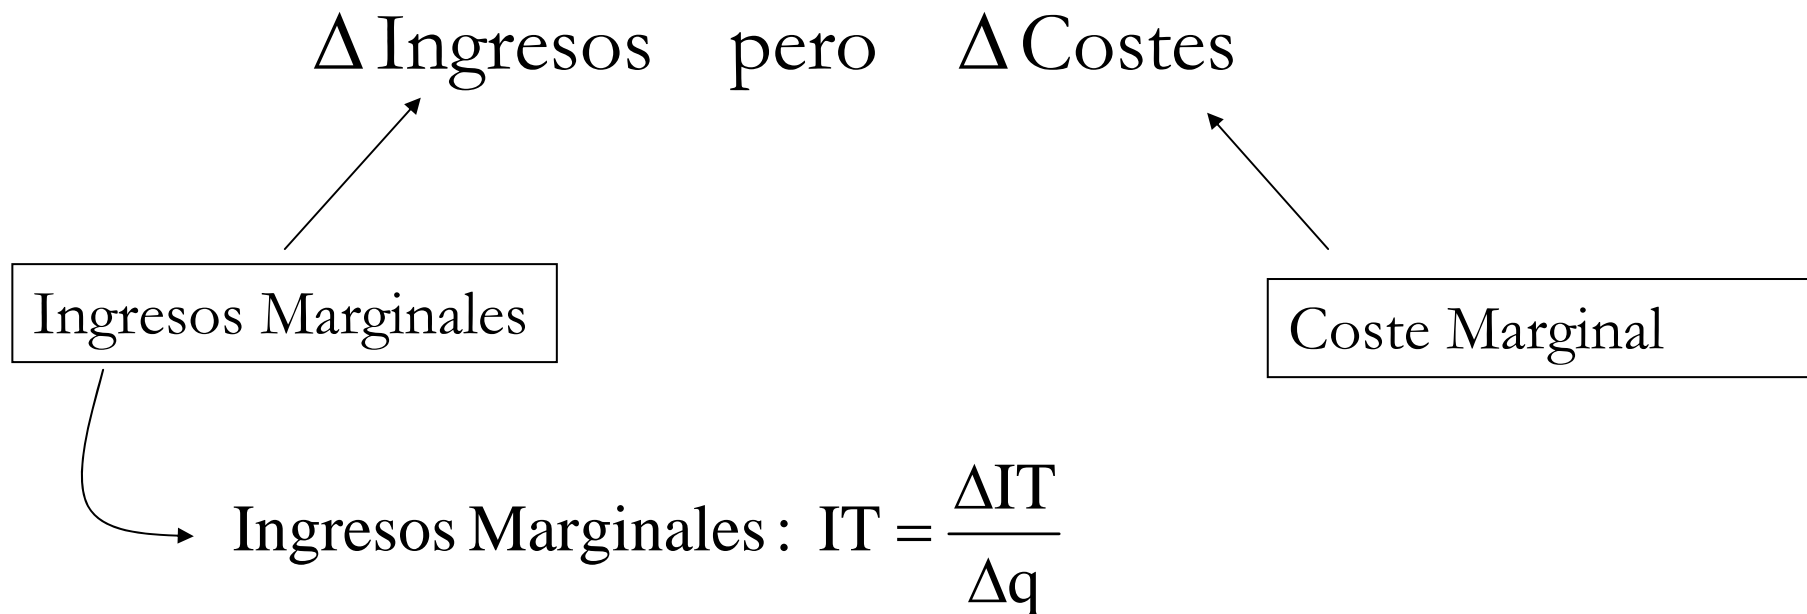 Δ Ingresos pero Δ Costes
Ingresos Marginales
Coste Marginal
Ingresos Marginales : IT = ΔIT / Δq